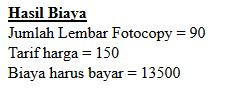 Hasil Biaya
Jumlah Lembar Fotocopy = 90
Tarif harga = 150
Biaya harus bayar = 13500